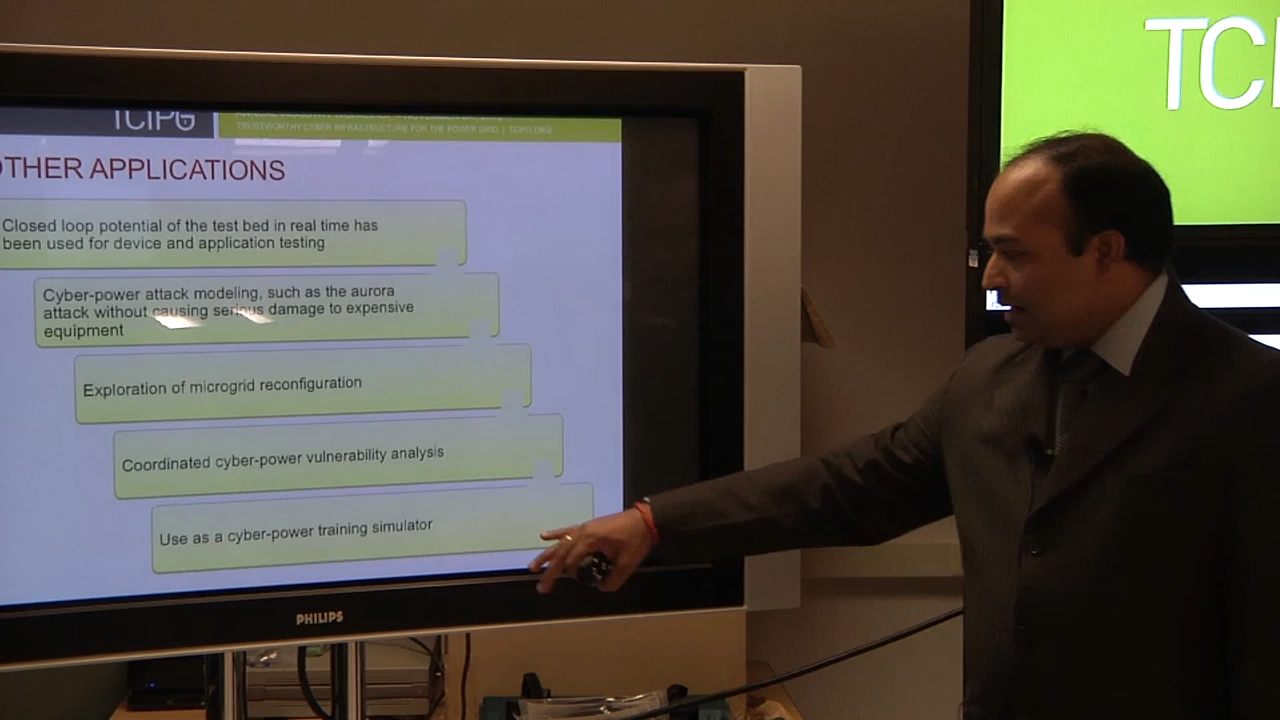 TCIPG
TRUSTWORTHY CYBER INFRASTRUCTURE FOR THE POWER GRID | TCIPG.ORG
OTHER APPLICATIONS
Closed loop potential of the test bed in real time has
been used for device and application testing
Cyber-power attack modeling, such as the aurora
attack without causing serious damage to expensive
equipment
Exploration of microgrid reconfiguration
Coordinated cyber-power vulnerability analysis
Use as a cyber-power training simulator
PHILIPS
TCI